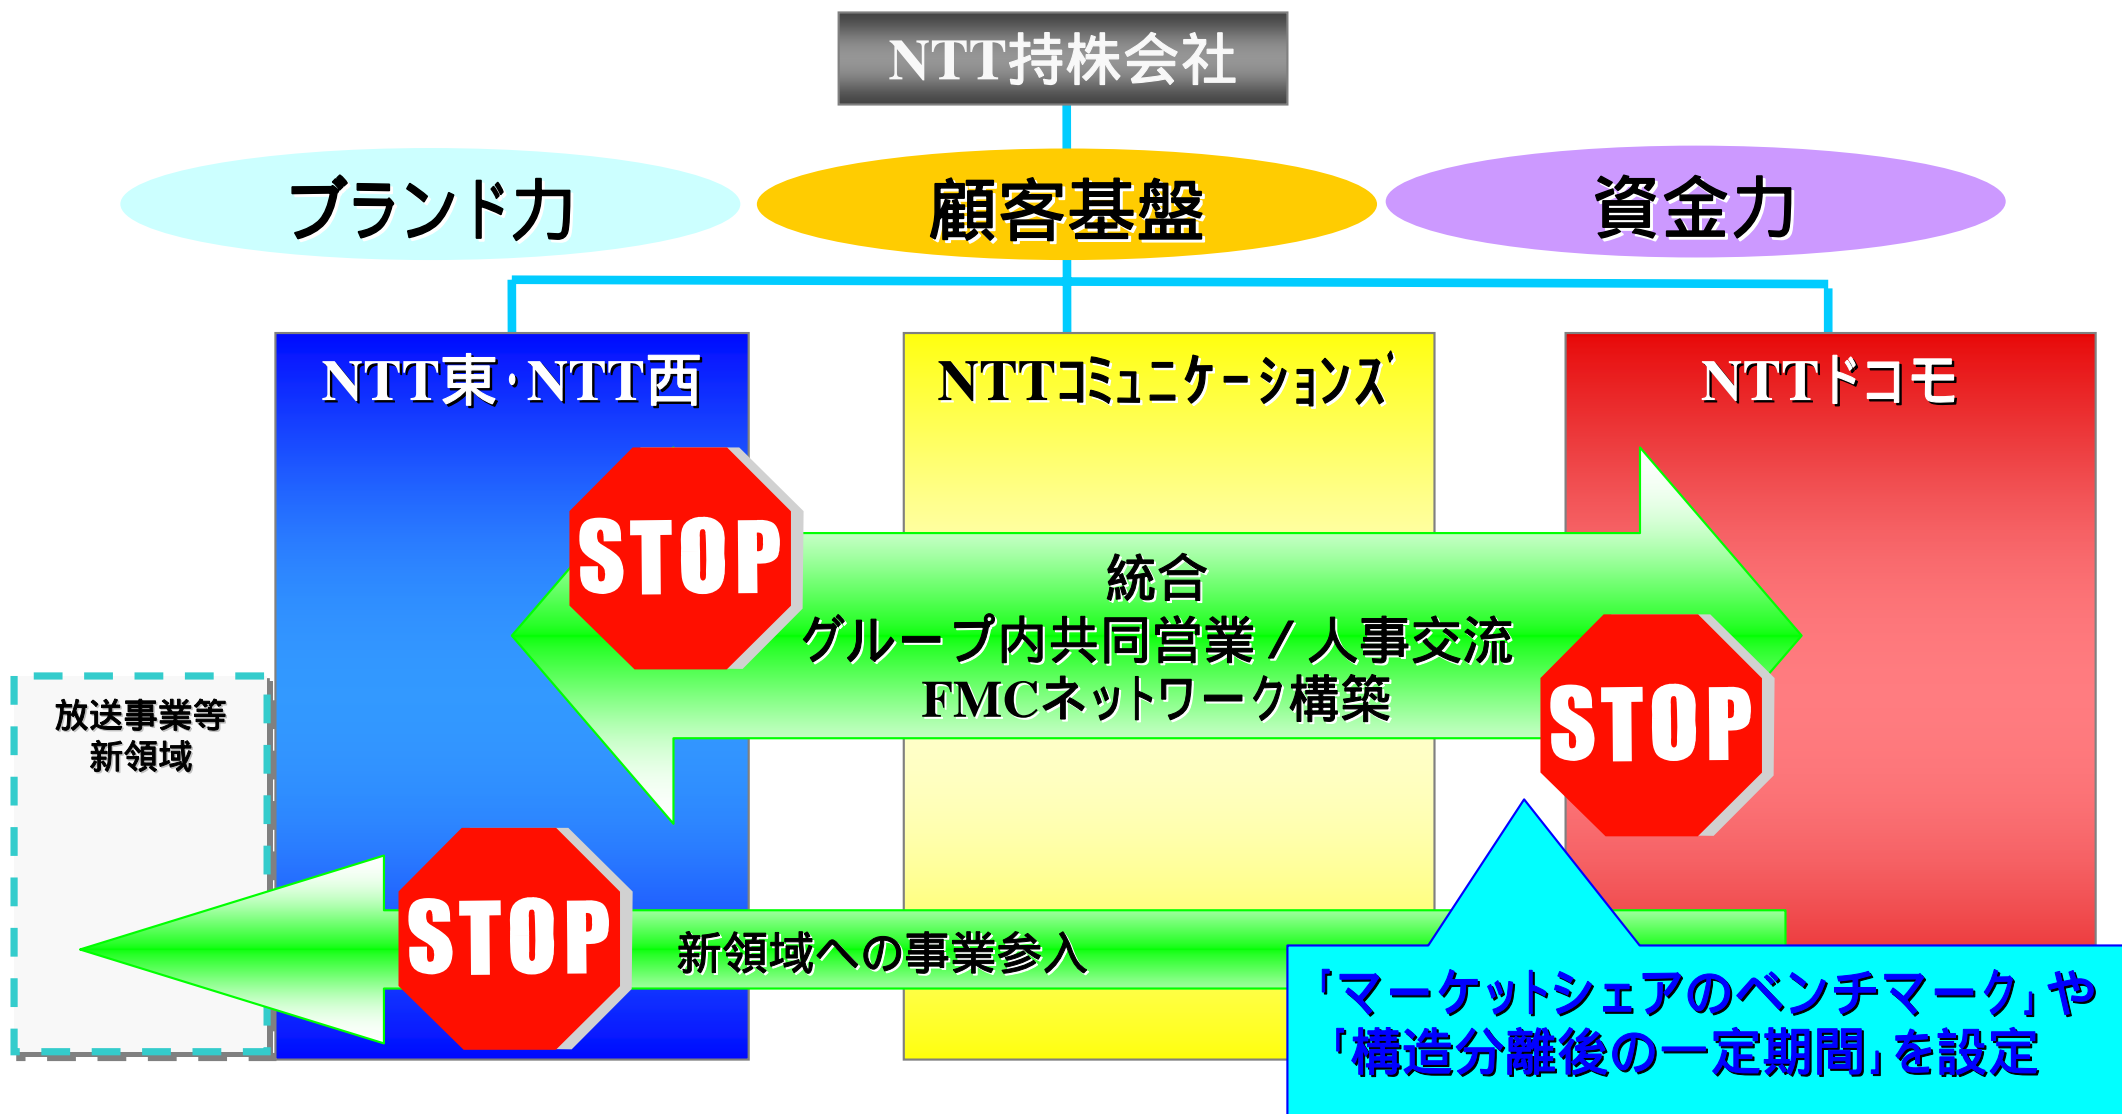 NTT持株会社
ブランド力
顧客基盤
資金力
NTT東・NTT西
NTTコミュニケーションズ
NTTドコモ
STOP
統合
グループ内共同営業/人事交流
FMCネットワーク構築
STOP
放送事業等
新領域
STOP
新領域への事業参入
「マーケットシェアのベンチマーク」や
「構造分離後の一定期間」を設定